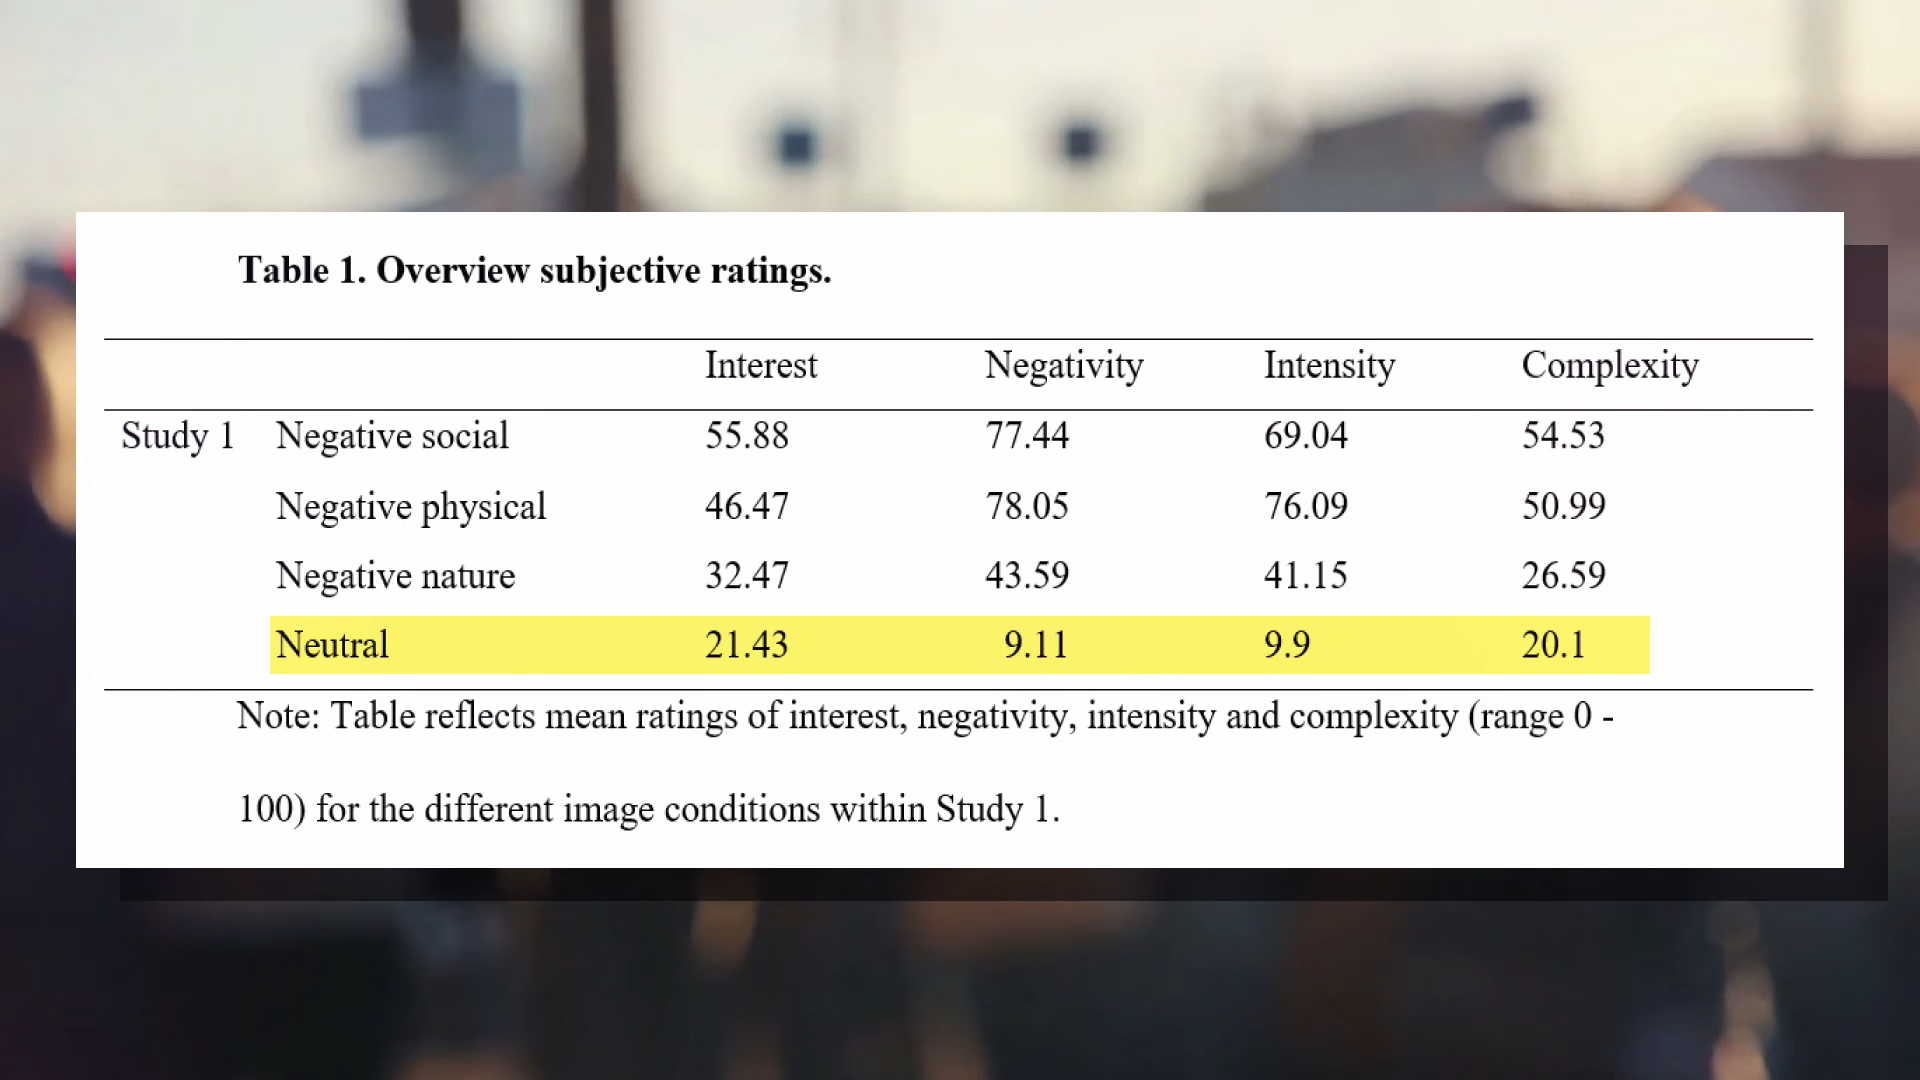 Table 1. Overview subjective ratings.
Interest Negativity Intensity Complexity
Study 1 Negative social 55.88 77.44 69.04 54.53
Negative physical 46.47 78.05 76.09 50.99
Negative nature 32.47 43.59 41.15 26.59
Neutral 21.43 9.11 9.9 20.1
Note: Table reflects mean ratings of interest, negativity, intensity and complexity (range 0 -
100) for the different image conditions within Study 1.